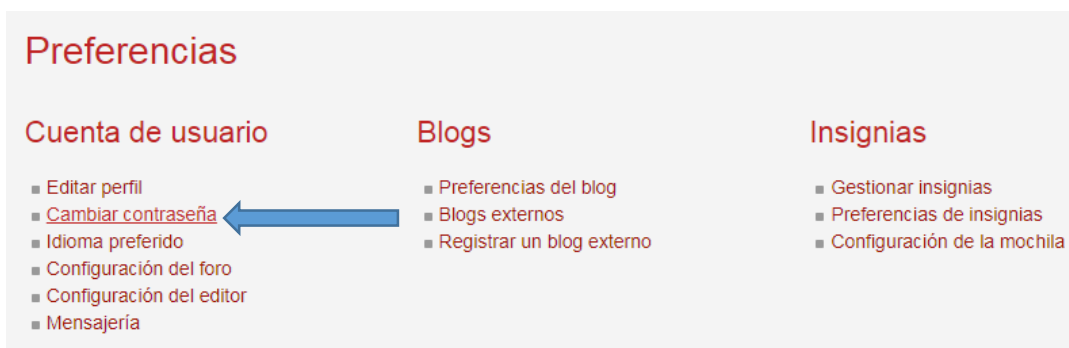 Preferencias
Cuenta de usuario
Editar perfil
Cambiar contraseña
Idioma preferido
Configuración del foro
Configuración del editor
Mensajería
Blogs
Preferencias del blog
Blogs externos
Registrar un blog externo
Insignias
Gestionar insignias
Preferencias de insignias
Configuración de la mochila